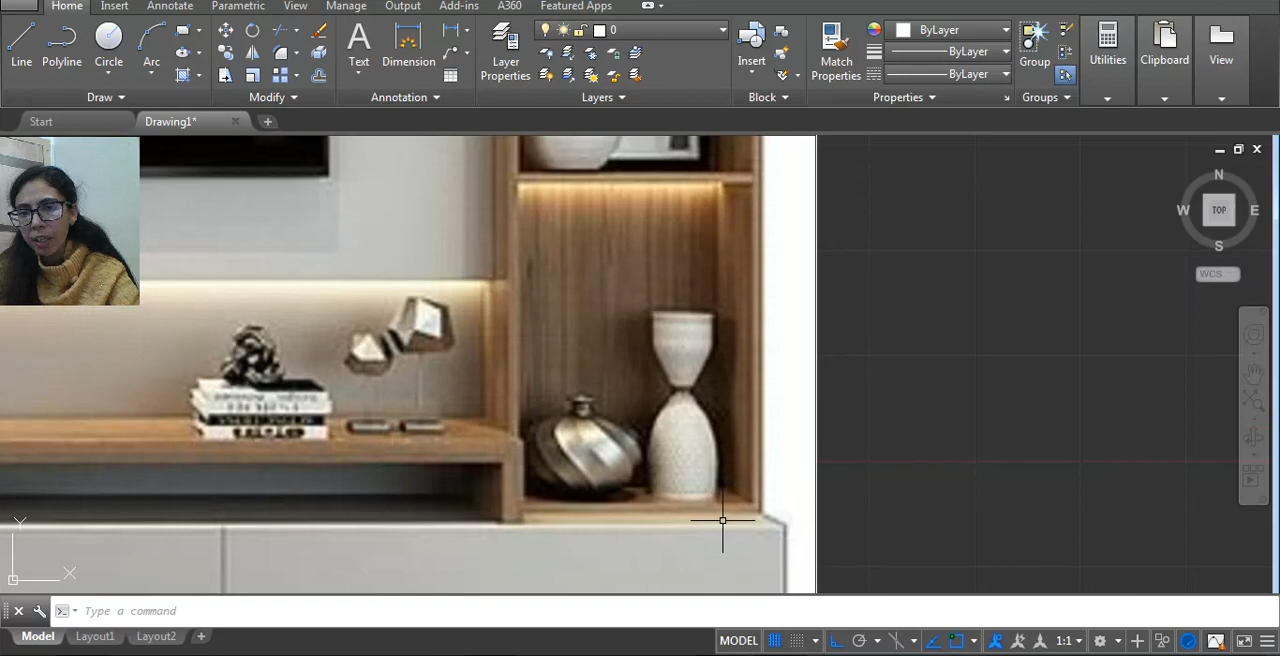 Home Insert Annotate Parametric View Manage Output Add-ins A360 Featured Apps
Line Polyline Circle Arc
Text Dimension
Layer Properties
0
Insert
Match Properties
ByLayer
ByLayer
ByLayer
Group
Utilities Clipboard View
Draw Modify Annotation Layers Block Properties Groups
Start Drawing1*
N
W TOP E
S
WCS
Y
X
Type a command
Model Layout1 Layout2
MODEL 1:1